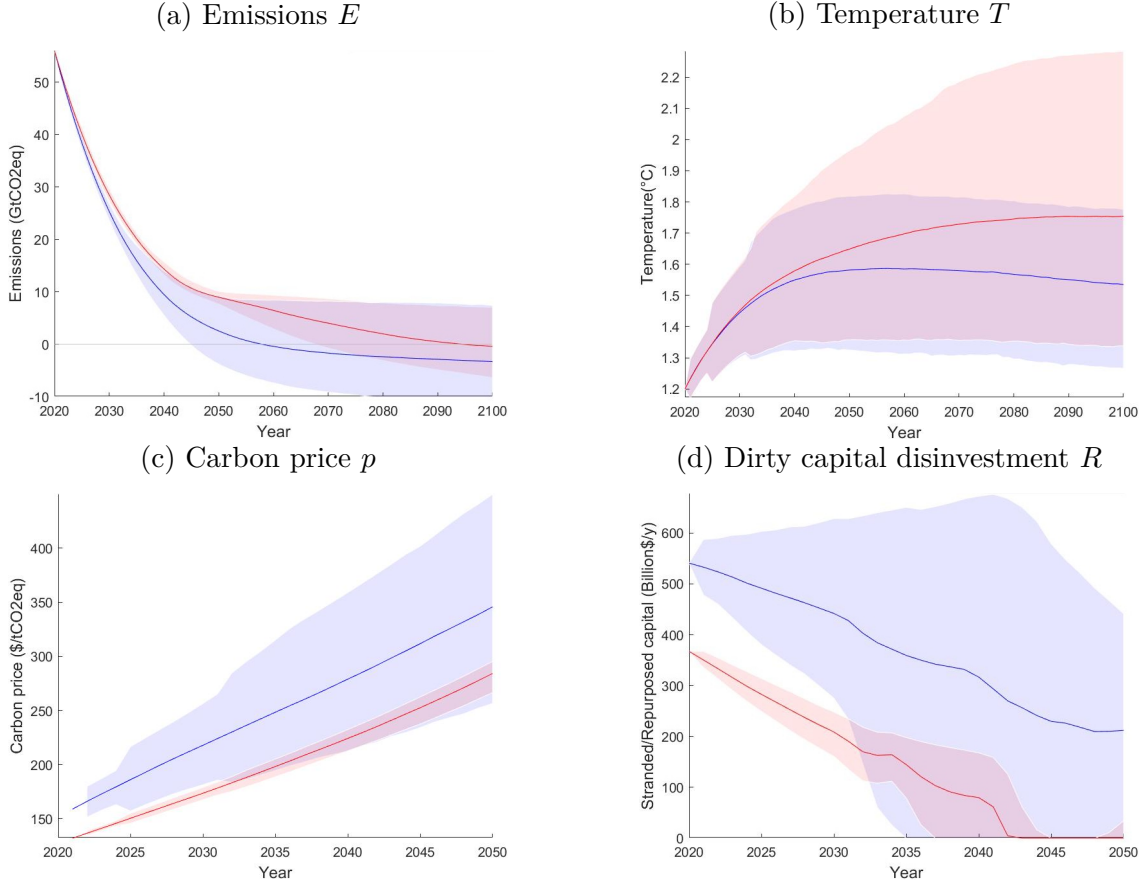 (a) Emissions E
(b) Temperature T
Emissions (GtCO2eq)
50
40
30
20
10
0
-10
2020 2030 2040 2050 2060 2070 2080 2090 2100
Year
Temperature(°C)
2.2
2.1
2
1.9
1.8
1.7
1.6
1.5
1.4
1.3
1.2
2020 2030 2040 2050 2060 2070 2080 2090 2100
Year
(c) Carbon price p
(d) Dirty capital disinvestment R
Carbon price ($/tCO2eq)
400
350
300
250
200
150
2020 2025 2030 2035 2040 2045 2050
Year
Stranded/Repurposed capital (Billion$/y)
600
500
400
300
200
100
0
2020 2025 2030 2035 2040 2045 2050
Year